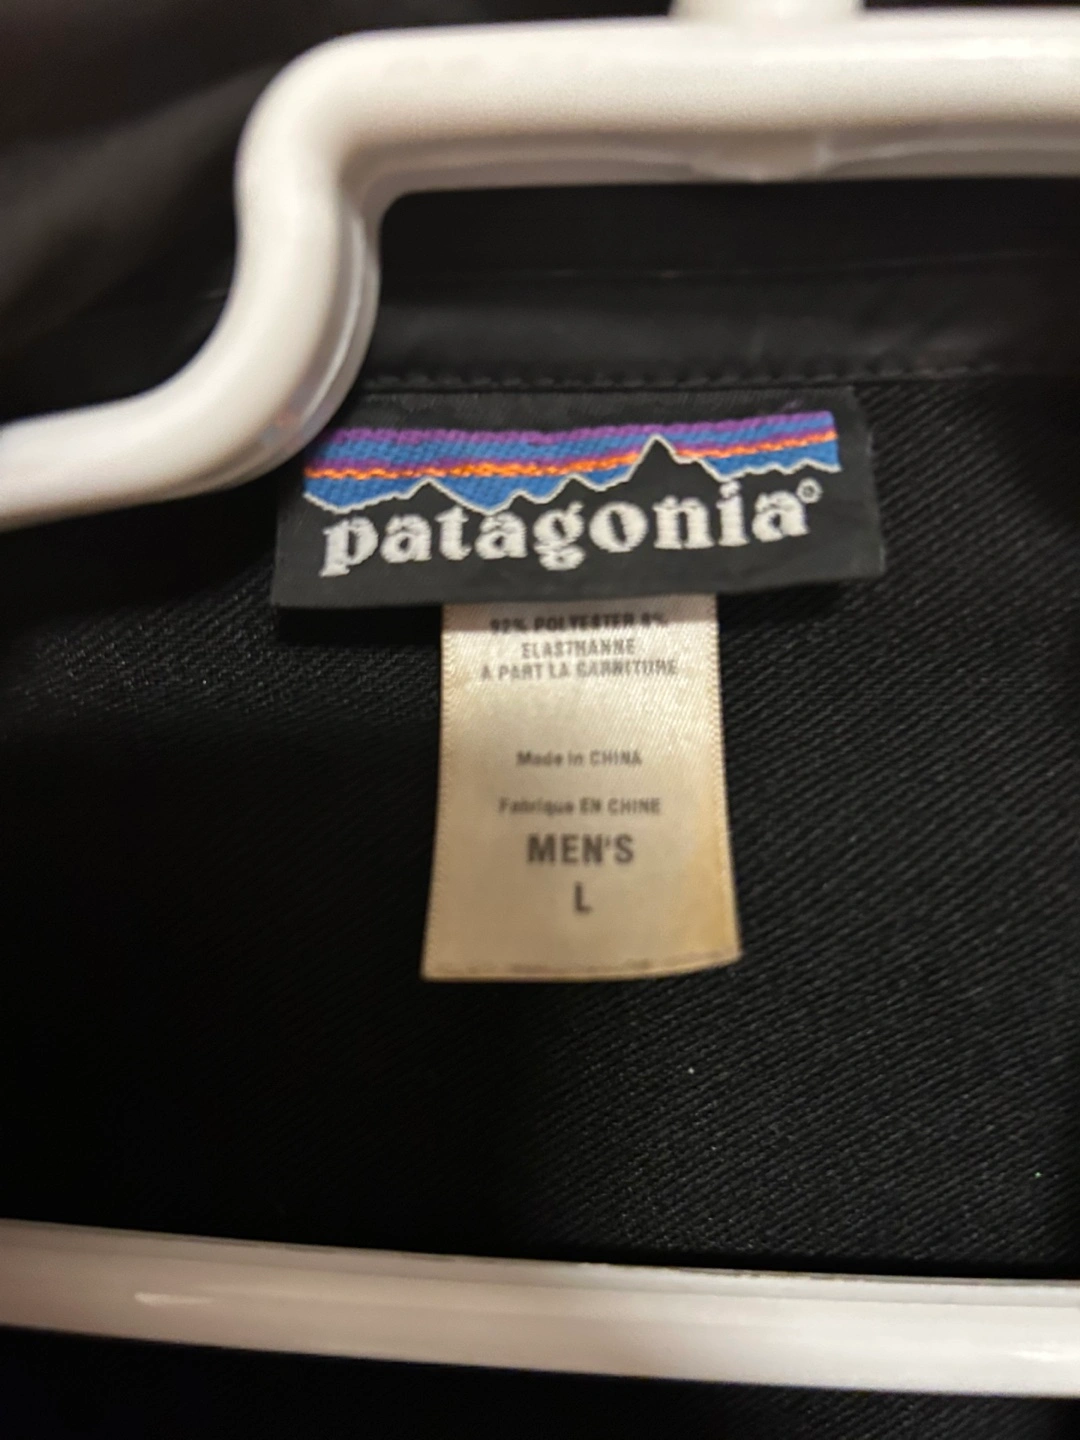 patagonia®
92% POLYESTER 8%
ELASTHANNE
A PART LA GARNITURE
Made in CHINA
Fabriqué EN CHINE
MEN'S
L